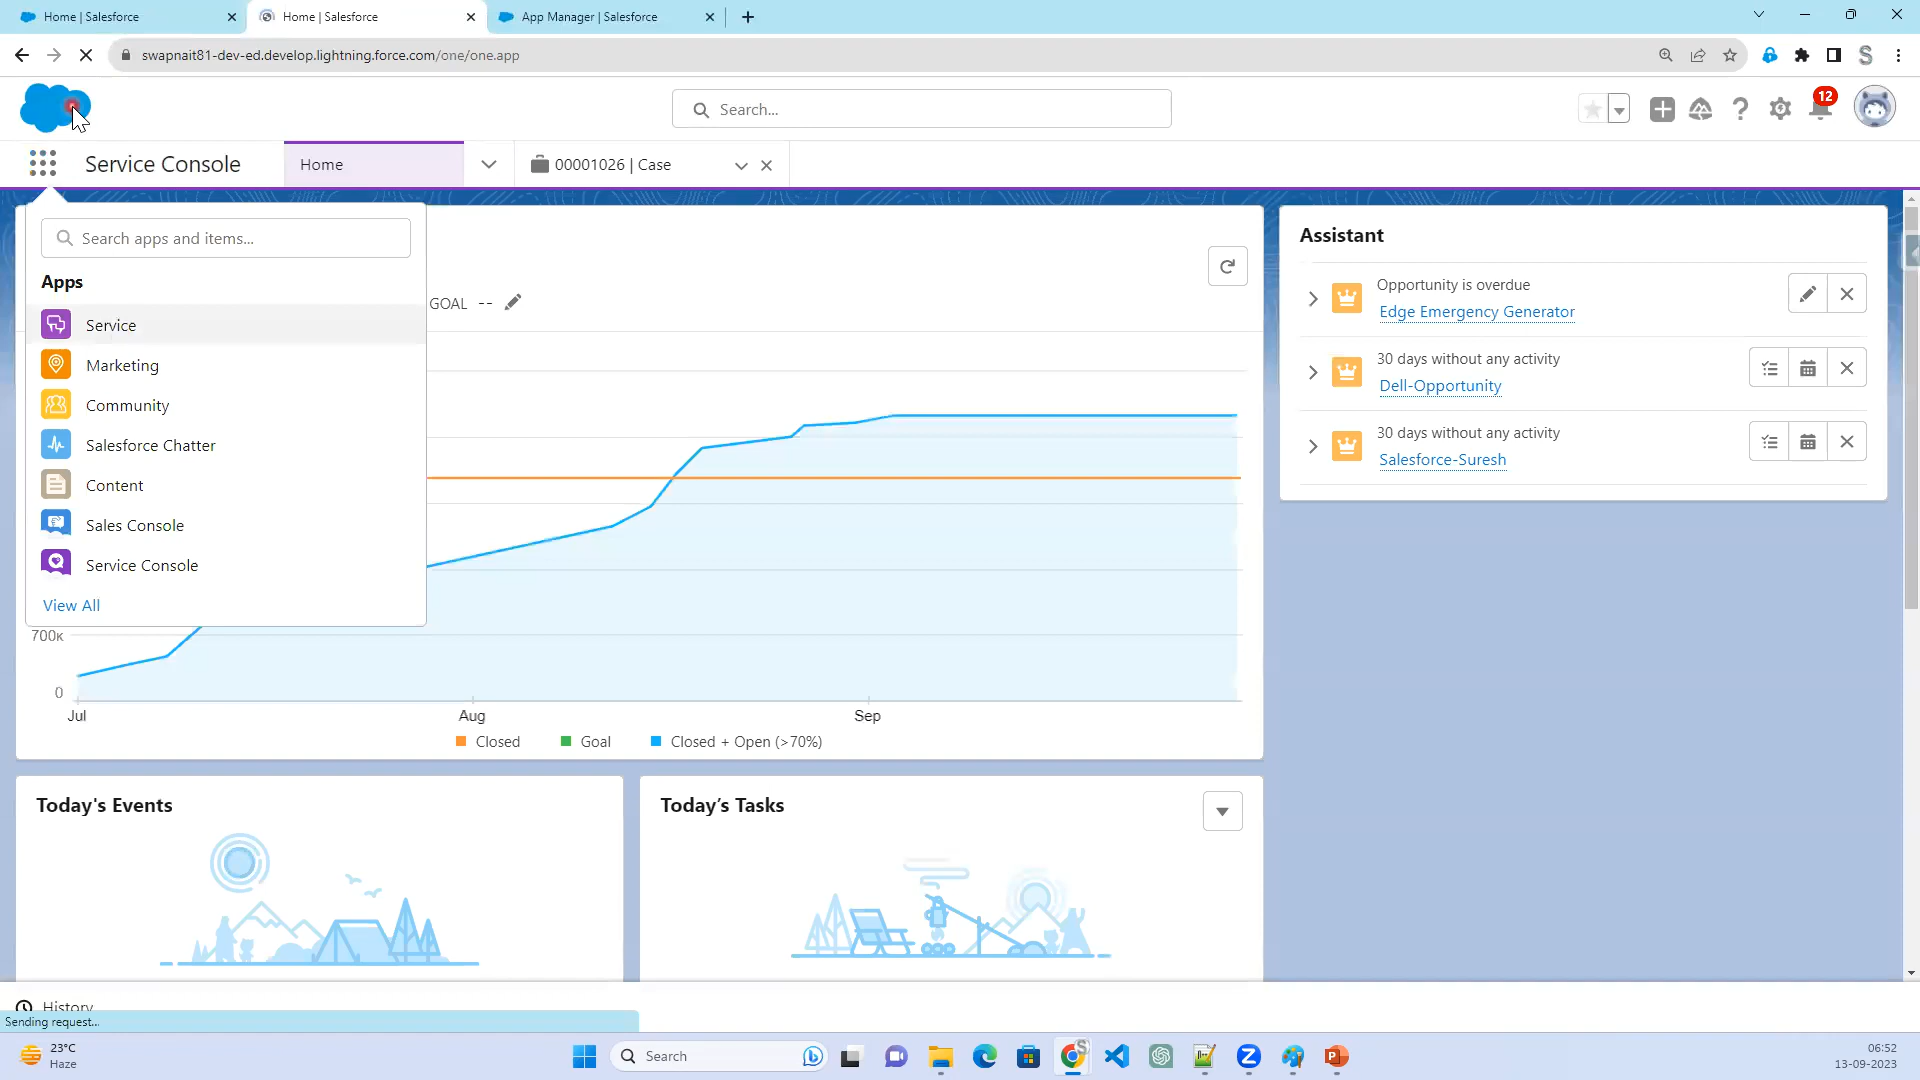 Home | Salesforce
Home | Salesforce
App Manager | Salesforce
swapnait81-dev-ed.develop.lightning.force.com/one/one.app
S
Search...
12
Service Console
Home
00001026 | Case
Search apps and items...
Apps
Service
Marketing
Community
Salesforce Chatter
Content
Sales Console
Service Console
View All
GOAL --
700K
0
Jul
Aug
Sep
Closed
Goal
Closed + Open (>70%)
Assistant
Opportunity is overdue
Edge Emergency Generator
30 days without any activity
Dell-Opportunity
30 days without any activity
Salesforce-Suresh
Today's Events
Today's Tasks
History
Sending request...
23°C
Haze
Search
06:52
13-09-2023